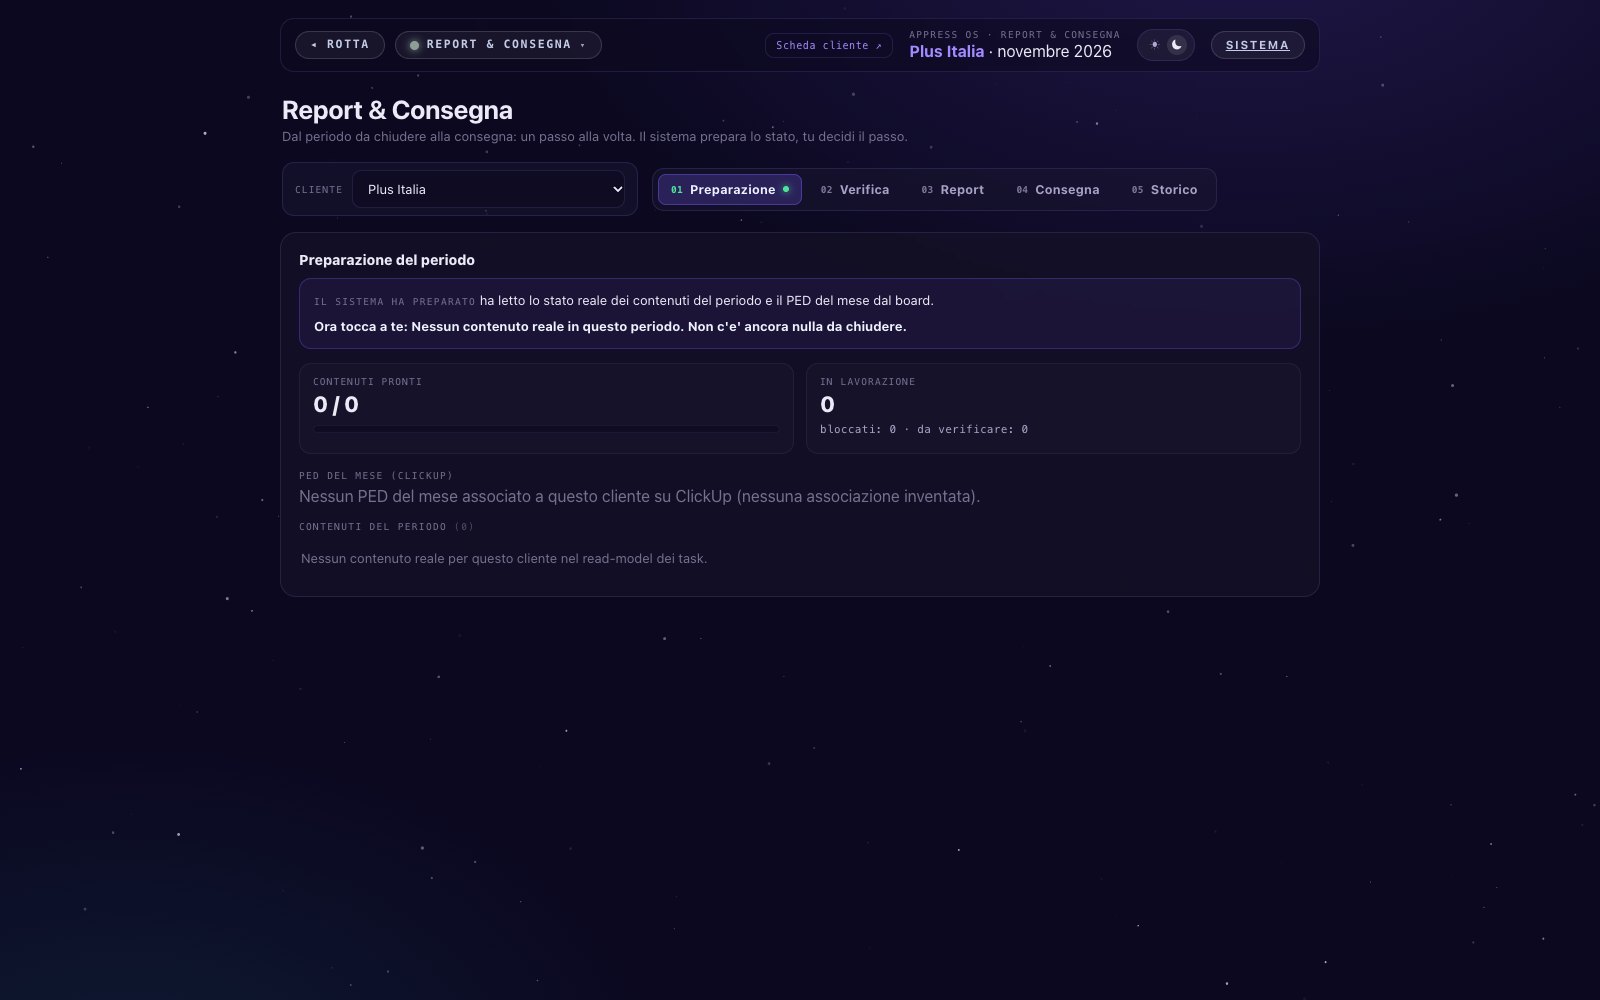 ◂ ROTTA
REPORT & CONSEGNA ▾
Scheda cliente ↗
APPRESS OS · REPORT & CONSEGNA
Plus Italia · novembre 2026
SISTEMA
Report & Consegna
Dal periodo da chiudere alla consegna: un passo alla volta. Il sistema prepara lo stato, tu decidi il passo.
CLIENTE
Plus Italia
01 Preparazione
02 Verifica
03 Report
04 Consegna
05 Storico
Preparazione del periodo
IL SISTEMA HA PREPARATO ha letto lo stato reale dei contenuti del periodo e il PED del mese dal board.
Ora tocca a te: Nessun contenuto reale in questo periodo. Non c'e' ancora nulla da chiudere.
CONTENUTI PRONTI
0 / 0
IN LAVORAZIONE
0
bloccati: 0 · da verificare: 0
PED DEL MESE (CLICKUP)
Nessun PED del mese associato a questo cliente su ClickUp (nessuna associazione inventata).
CONTENUTI DEL PERIODO (0)
Nessun contenuto reale per questo cliente nel read-model dei task.